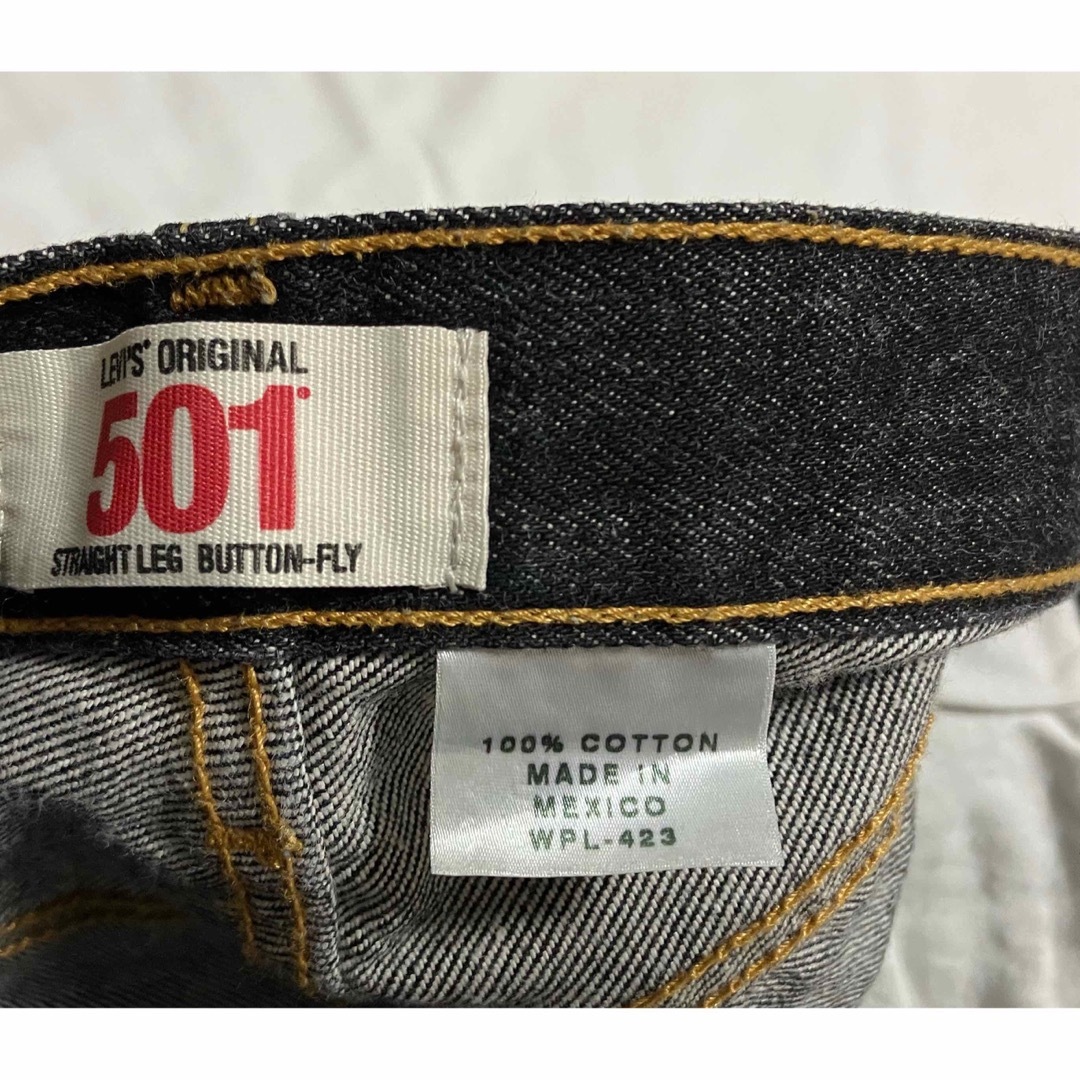 LEVI'S® ORIGINAL
501®
STRAIGHT LEG BUTTON-FLY
100% COTTON
MADE IN
MEXICO
WPL-423